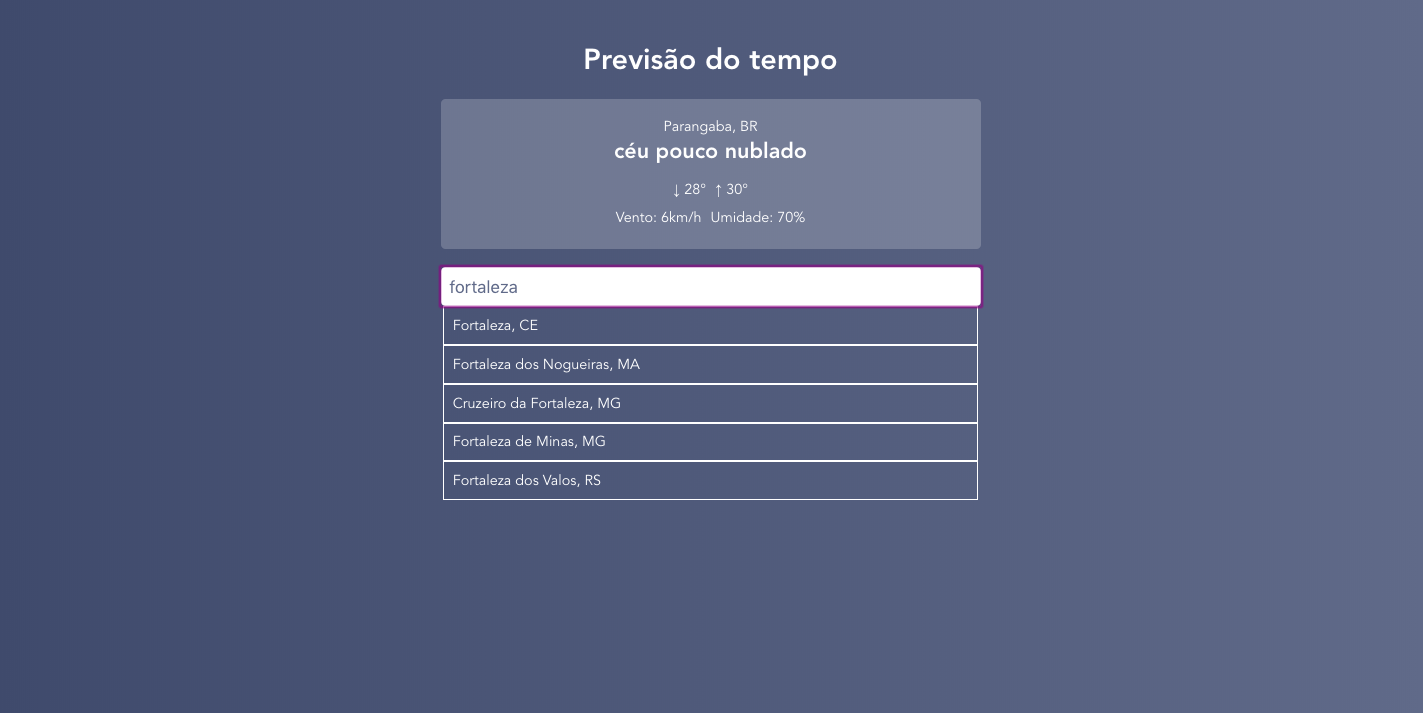 Previsão do tempo
Parangaba, BR
céu pouco nublado
↓ 28° ↑ 30°
Vento: 6km/h Umidade: 70%
fortaleza
Fortaleza, CE
Fortaleza dos Nogueiras, MA
Cruzeiro da Fortaleza, MG
Fortaleza de Minas, MG
Fortaleza dos Valos, RS